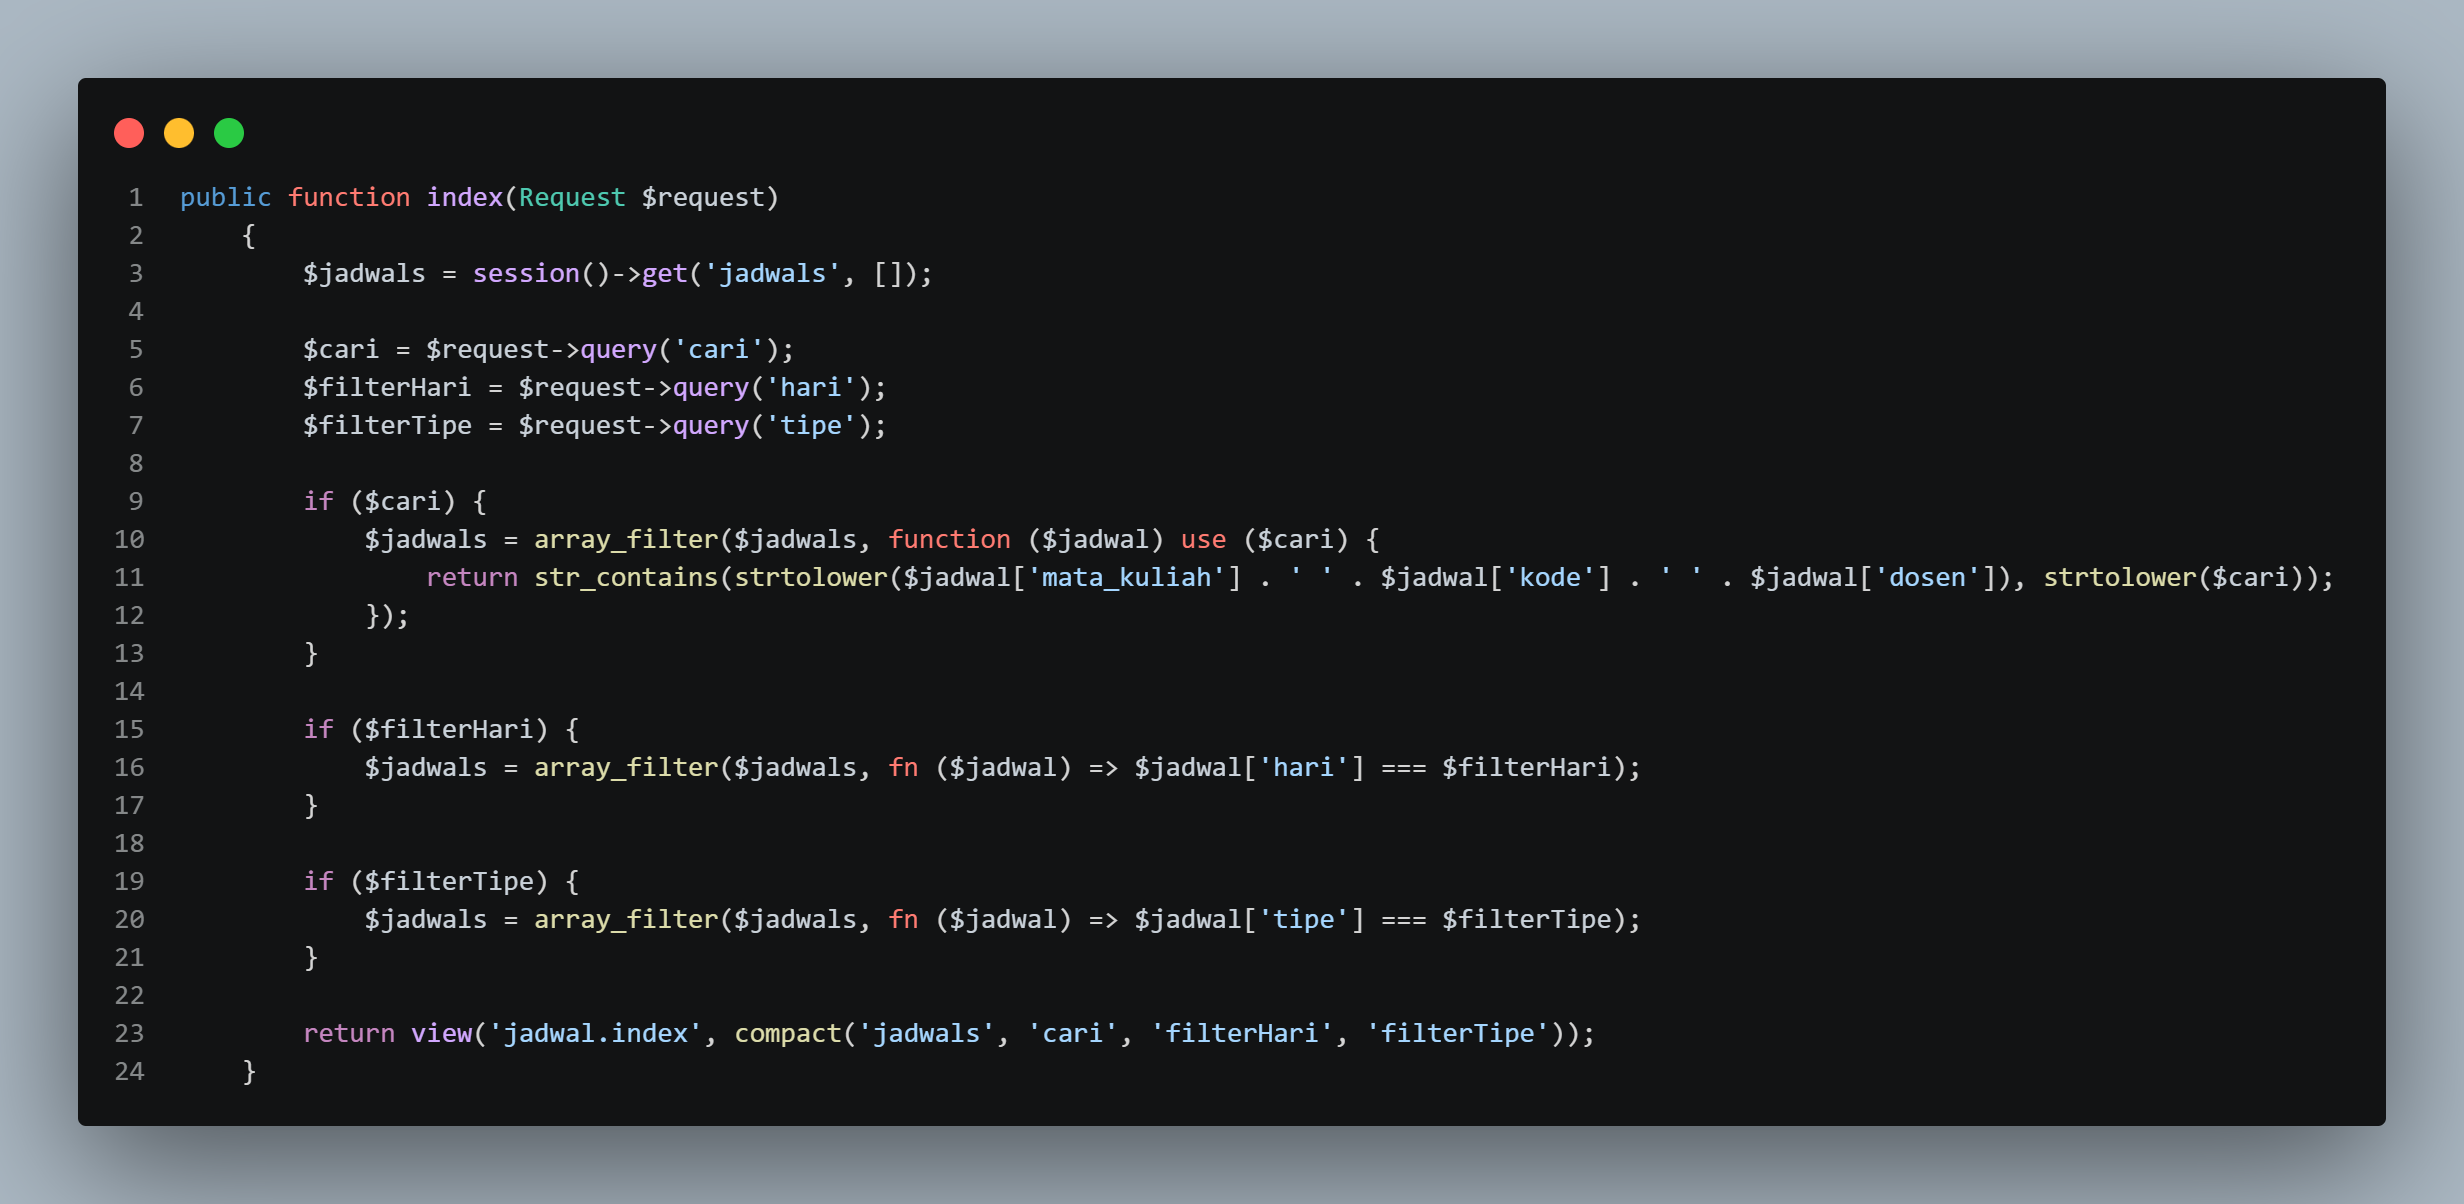 1 public function index(Request $request)
2     {
3         $jadwals = session()->get('jadwals', []);
4
5         $cari = $request->query('cari');
6         $filterHari = $request->query('hari');
7         $filterTipe = $request->query('tipe');
8
9         if ($cari) {
10             $jadwals = array_filter($jadwals, function ($jadwal) use ($cari) {
11                 return str_contains(strtolower($jadwal['mata_kuliah'] . ' ' . $jadwal['kode'] . ' ' . $jadwal['dosen']), strtolower($cari));
12             });
13         }
14
15         if ($filterHari) {
16             $jadwals = array_filter($jadwals, fn ($jadwal) => $jadwal['hari'] === $filterHari);
17         }
18
19         if ($filterTipe) {
20             $jadwals = array_filter($jadwals, fn ($jadwal) => $jadwal['tipe'] === $filterTipe);
21         }
22
23         return view('jadwal.index', compact('jadwals', 'cari', 'filterHari', 'filterTipe'));
24     }